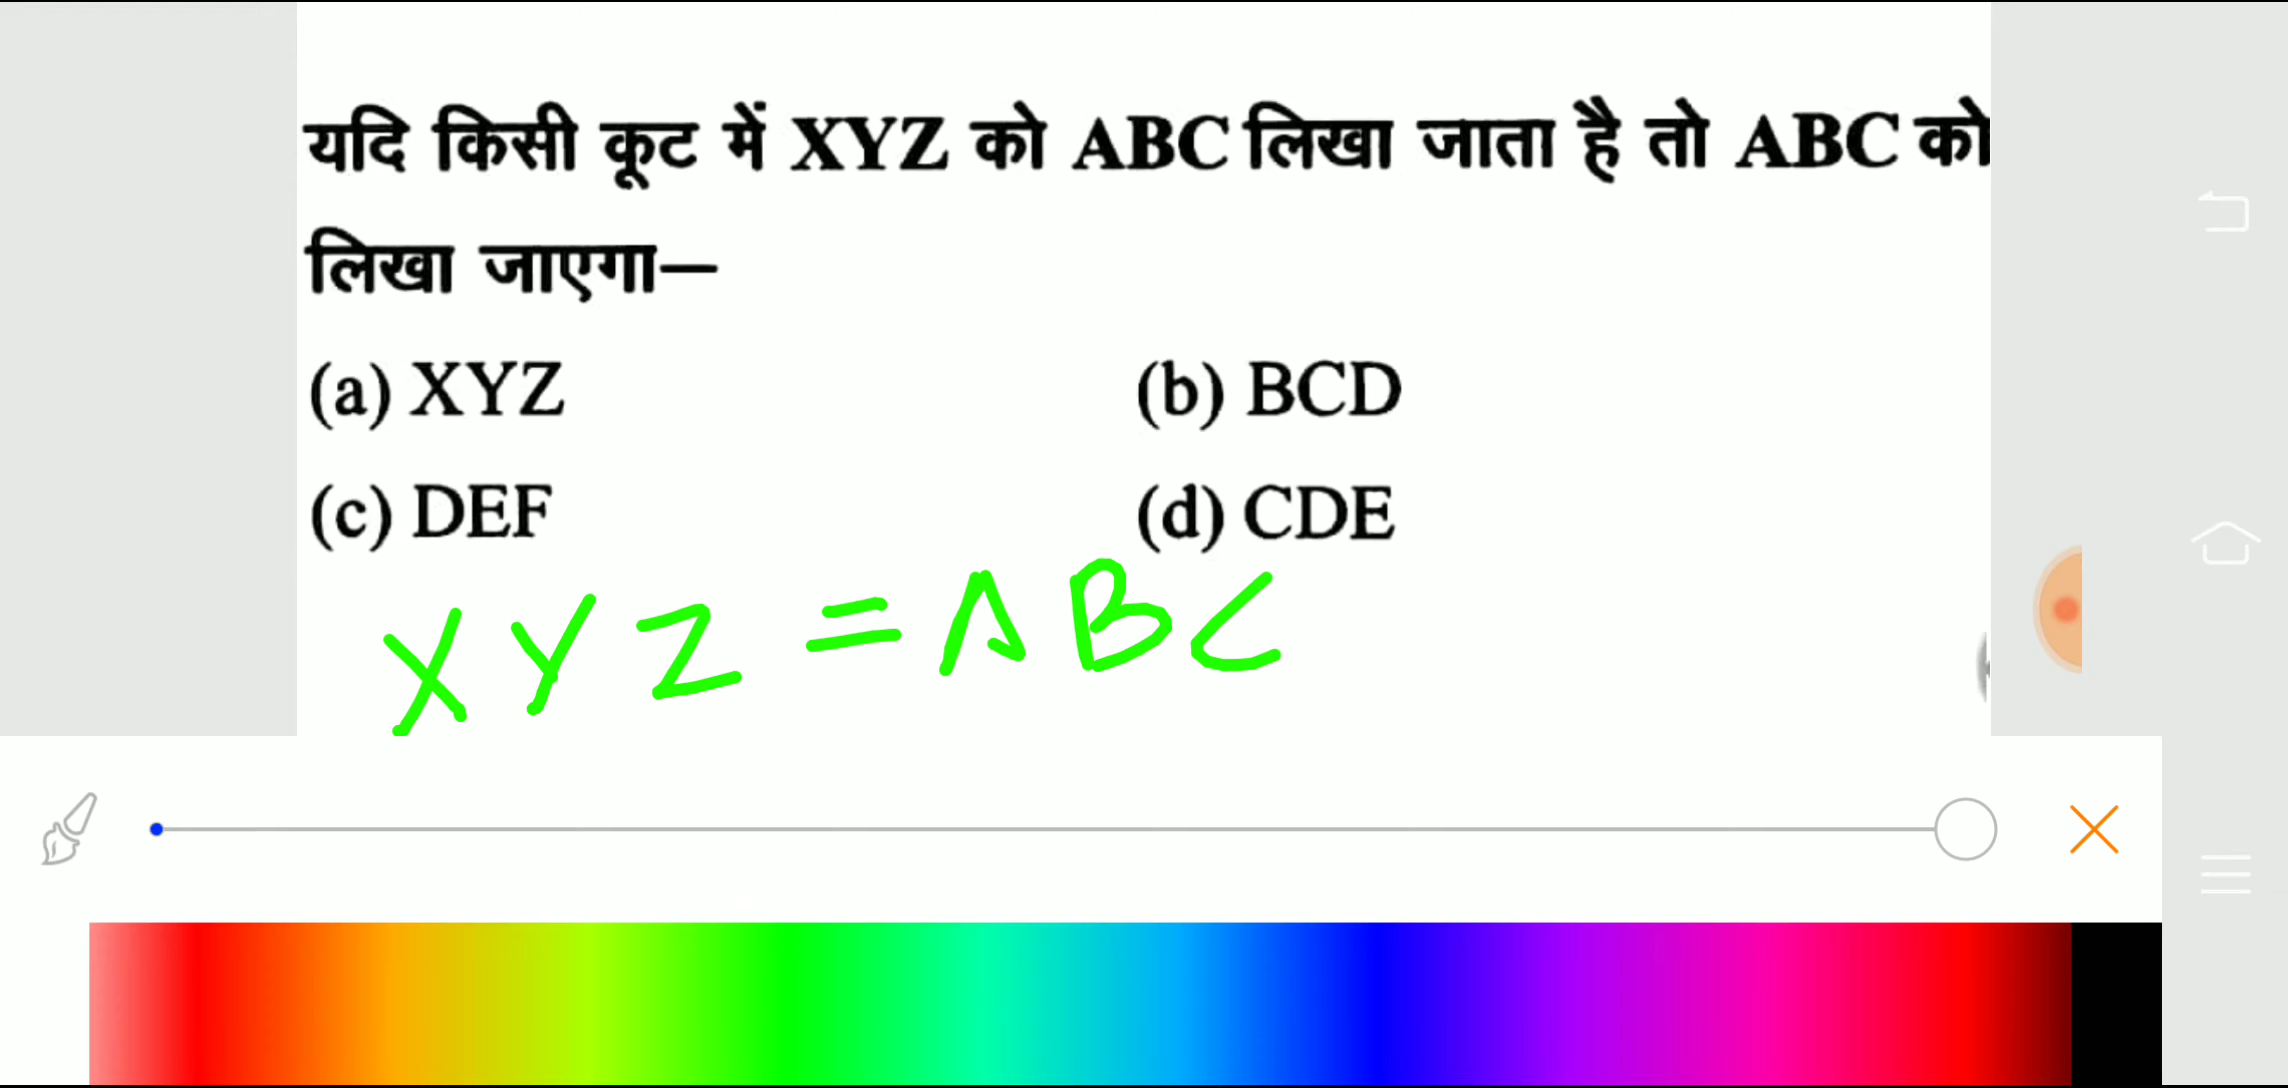 यदि किसी कूट में XYZ को ABC लिखा जाता है तो ABC को
लिखा जाएगा—
(a) XYZ (b) BCD
(c) DEF (d) CDE
XYZ = ABC